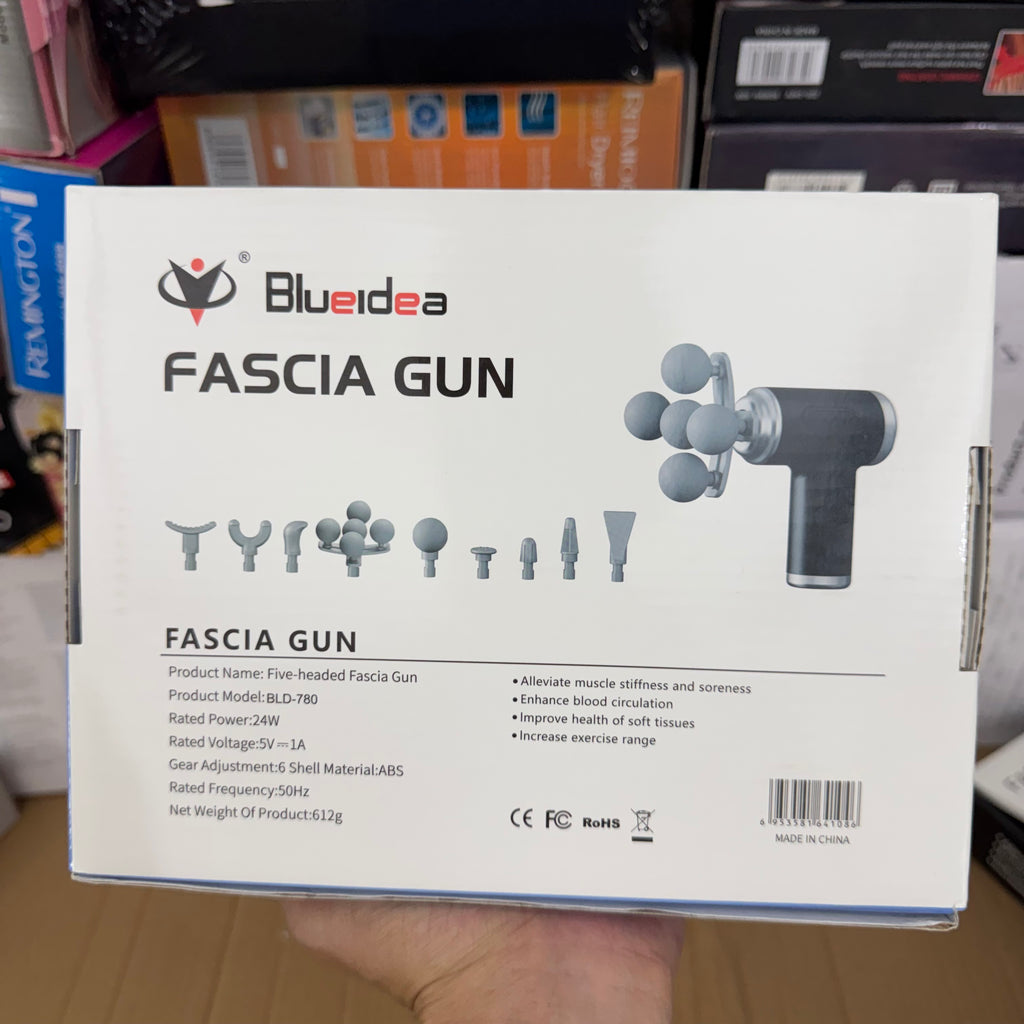 ®
Blueidea
FASCIA GUN
FASCIA GUN
Product Name: Five-headed Fascia Gun
Product Model:BLD-780
Rated Power:24W
Rated Voltage:5V⎓1A
Gear Adjustment:6 Shell Material:ABS
Rated Frequency:50Hz
Net Weight Of Product:612g
•Alleviate muscle stiffness and soreness
•Enhance blood circulation
•Improve health of soft tissues
•Increase exercise range
CE FC RoHS
6 953581 641086
MADE IN CHINA
REMINGTON